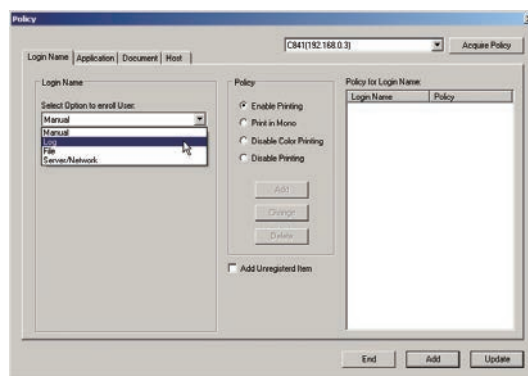 Policy
C841(192.168.0.3)
Acquire Policy
Login Name
Application
Document
Host
Login Name
Select Option to enroll User:
Manual
Manual
Log
File
Server/Network
Policy
Enable Printing
Print in Mono
Disable Color Printing
Disable Printing
Add
Change
Delete
Add Unregisterd Item
Policy for Login Name:
Login Name
Policy
End
Add
Update